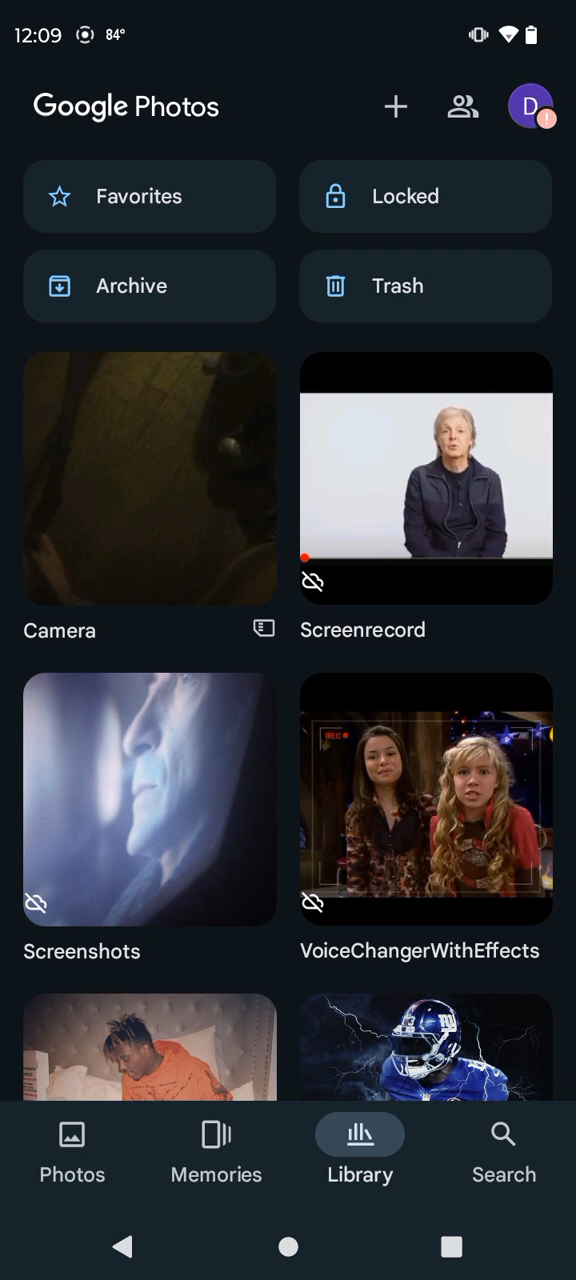 12:09 84°
Google Photos
D
!
Favorites
Locked
Archive
Trash
Camera
Screenrecord
REC
Screenshots
VoiceChangerWithEffects
Photos
Memories
Library
Search